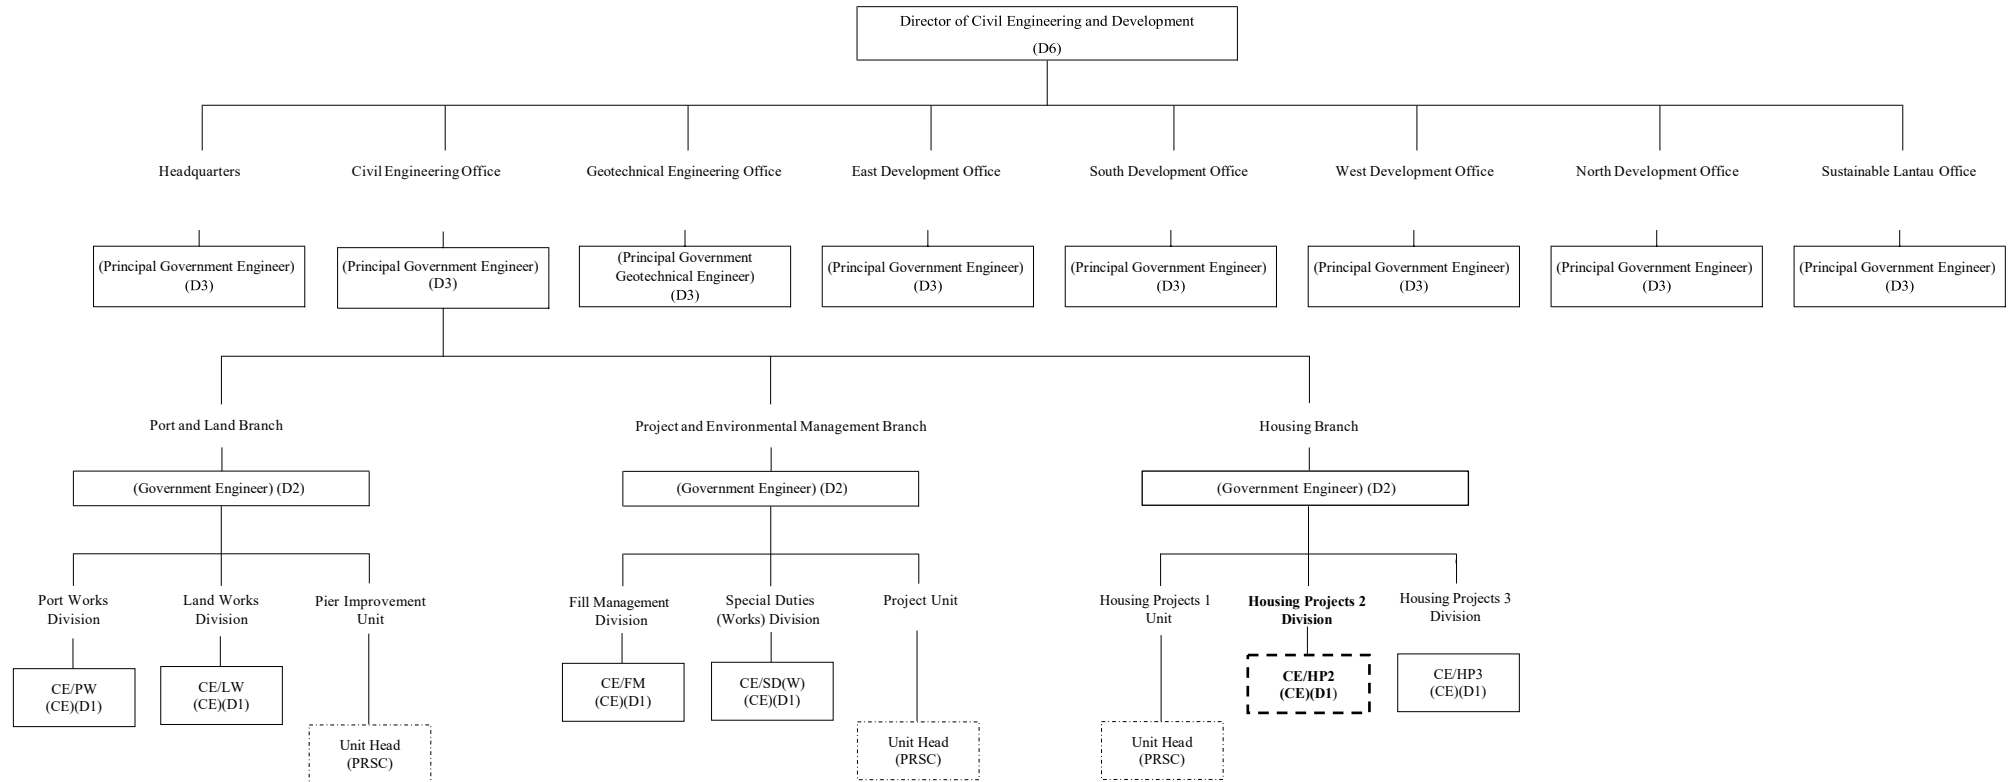 Director of Civil Engineering and Development
(D6)
Headquarters
Civil Engineering Office
Geotechnical Engineering Office
East Development Office
South Development Office
West Development Office
North Development Office
Sustainable Lantau Office
(Principal Government Engineer)
(D3)
(Principal Government Engineer)
(D3)
(Principal Government
Geotechnical Engineer)
(D3)
(Principal Government Engineer)
(D3)
(Principal Government Engineer)
(D3)
(Principal Government Engineer)
(D3)
(Principal Government Engineer)
(D3)
(Principal Government Engineer)
(D3)
Port and Land Branch
Project and Environmental Management Branch
Housing Branch
(Government Engineer) (D2)
(Government Engineer) (D2)
(Government Engineer) (D2)
Port Works
Division
Land Works
Division
Pier Improvement
Unit
Fill Management
Division
Special Duties
(Works) Division
Project Unit
Housing Projects 1
Unit
Housing Projects 2
Division
Housing Projects 3
Division
CE/PW
(CE)(D1)
CE/LW
(CE)(D1)
Unit Head
(PRSC)
CE/FM
(CE)(D1)
CE/SD(W)
(CE)(D1)
Unit Head
(PRSC)
Unit Head
(PRSC)
CE/HP2
(CE)(D1)
CE/HP3
(CE)(D1)